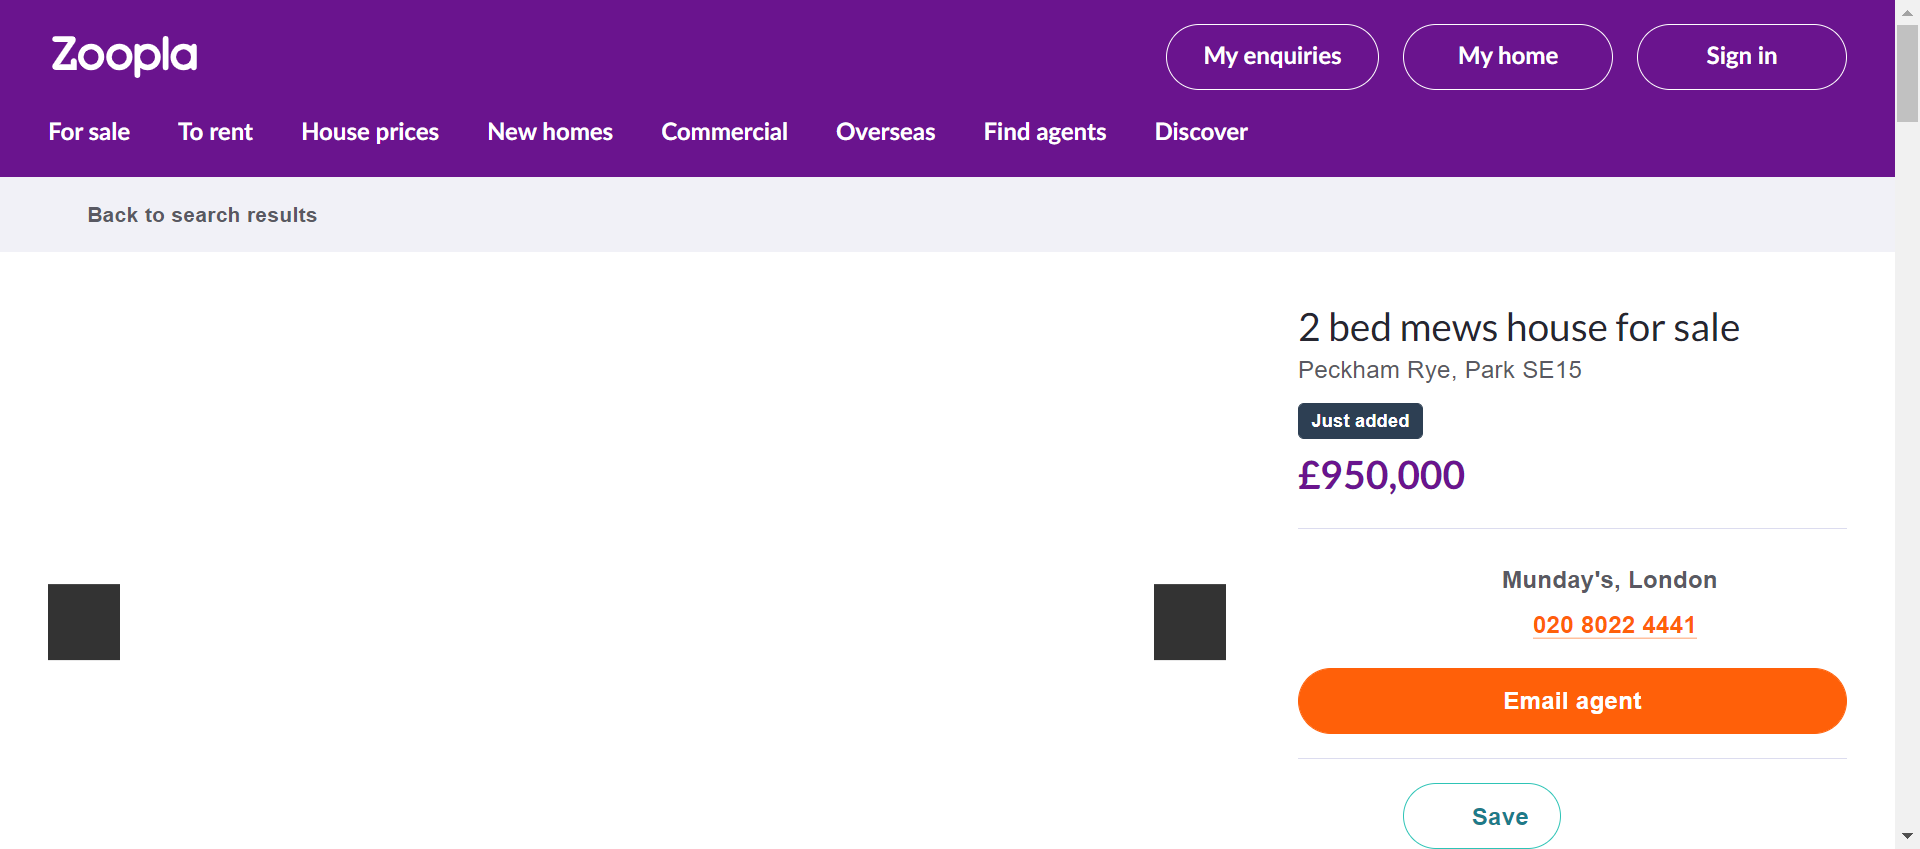 Zoopla
My enquiries
My home
Sign in
For sale
To rent
House prices
New homes
Commercial
Overseas
Find agents
Discover
Back to search results
2 bed mews house for sale
Peckham Rye, Park SE15
Just added
£950,000
Munday's, London
020 8022 4441
Email agent
Save